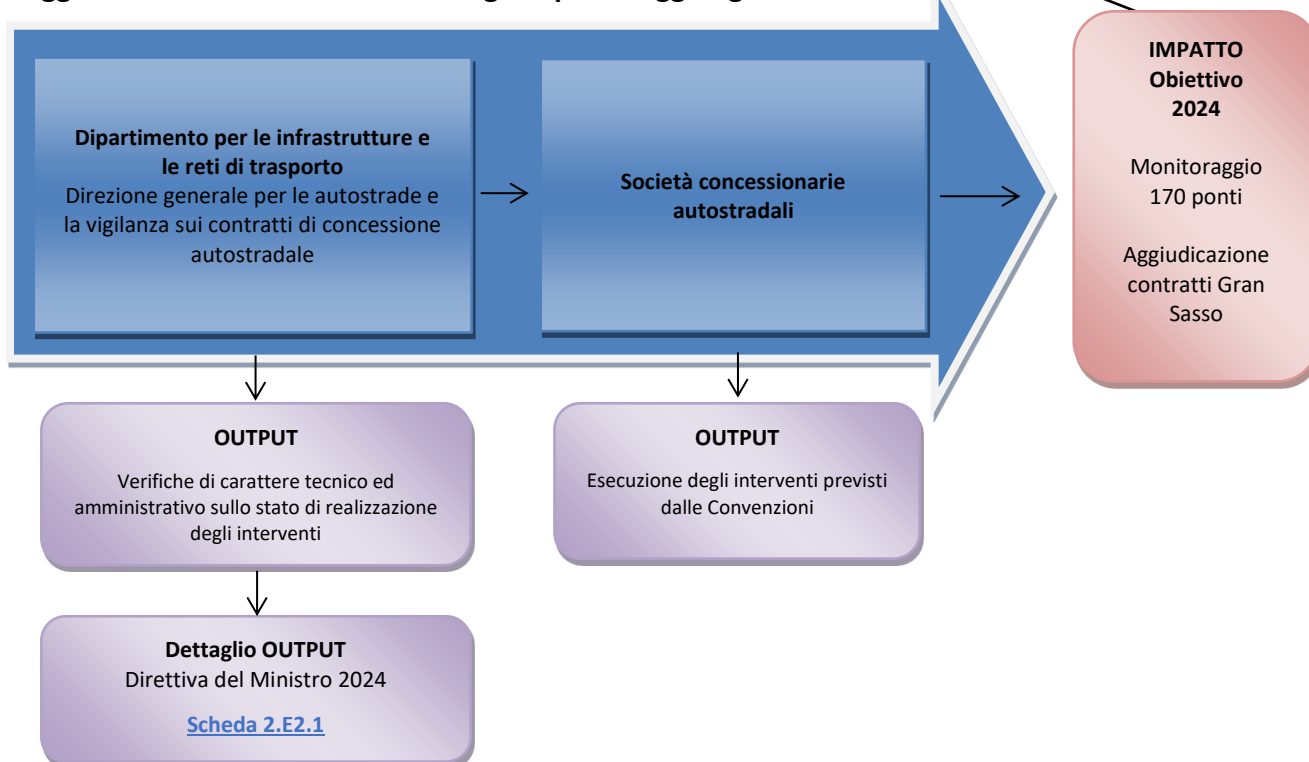 Dipartimento per le infrastrutture e
le reti di trasporto
Direzione generale per le autostrade e
la vigilanza sui contratti di concessione
autostradale
Società concessionarie
autostradali
IMPATTO
Obiettivo
2024
Monitoraggio
170 ponti
Aggiudicazione
contratti Gran
Sasso
OUTPUT
Verifiche di carattere tecnico ed
amministrativo sullo stato di realizzazione
degli interventi
OUTPUT
Esecuzione degli interventi previsti
dalle Convenzioni
Dettaglio OUTPUT
Direttiva del Ministro 2024
Scheda 2.E2.1